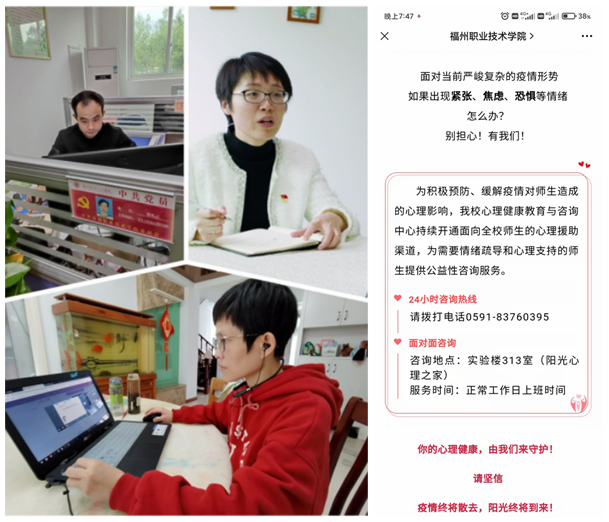 中共党员
晚上7:47
38%
福州职业技术学院 >
面对当前严峻复杂的疫情形势
如果出现紧张、焦虑、恐惧等情绪
怎么办？
别担心！有我们！
为积极预防、缓解疫情对师生造成
的心理影响，我校心理健康教育与咨询
中心持续开通面向全校师生的心理援助
渠道，为需要情绪疏导和心理支持的师
生提供公益性咨询服务。
24小时咨询热线
请拨打电话0591-83760395
面对面咨询
咨询地点：实验楼313室（阳光心
理之家）
服务时间：正常工作日上班时间
你的心理健康，由我们来守护！
请坚信
疫情终将散去，阳光终将到来！